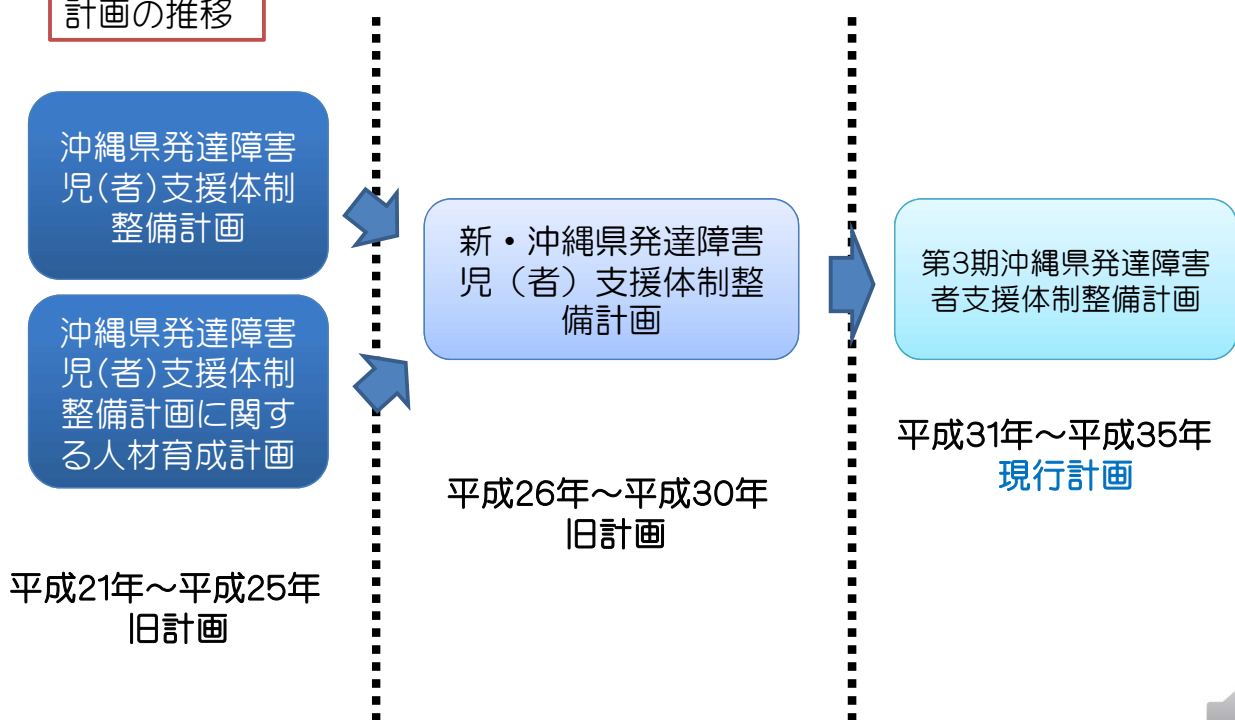 計画の推移
沖縄県発達障害
児(者)支援体制
整備計画
沖縄県発達障害
児(者)支援体制
整備計画に関す
る人材育成計画
平成21年～平成25年
旧計画
新・沖縄県発達障害
児（者）支援体制整
備計画
平成26年～平成30年
旧計画
第3期沖縄県発達障害
者支援体制整備計画
平成31年～平成35年
現行計画